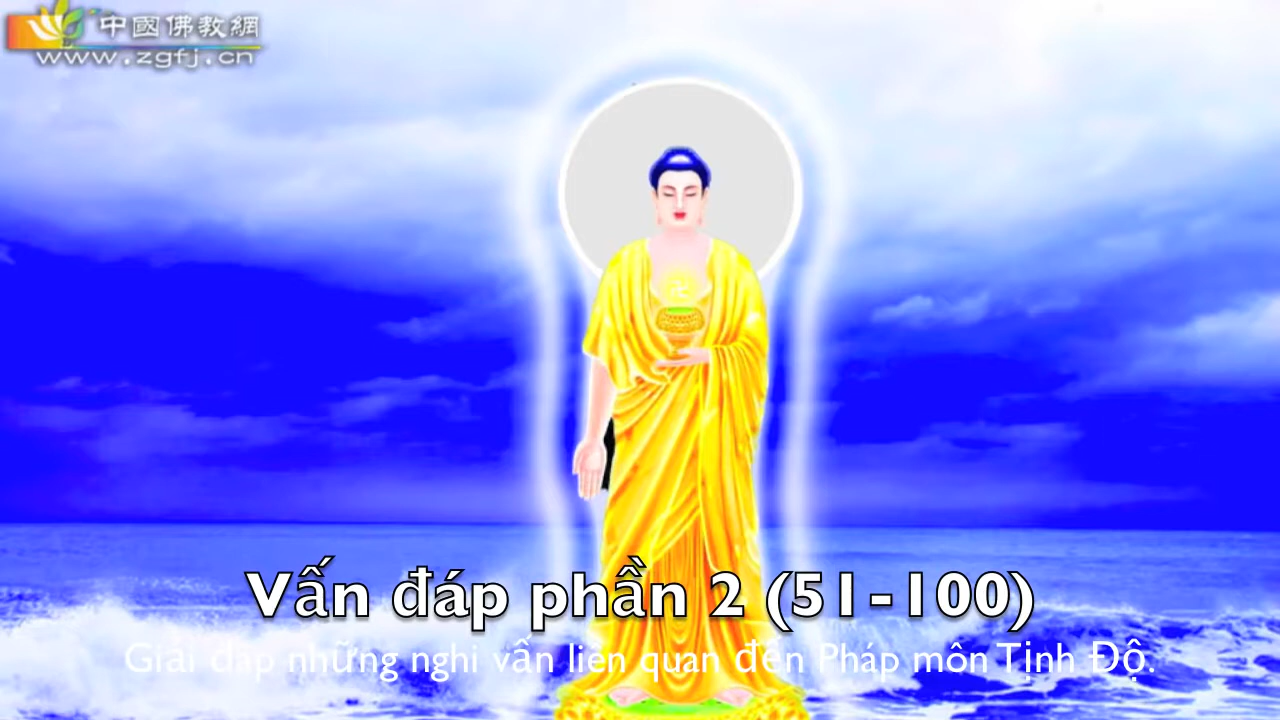 中國佛教網
www.zgfj.cn
卍
Vấn đáp phần 2 (51-100)
Giải đáp những nghi vấn liên quan đến Pháp môn Tịnh Độ.